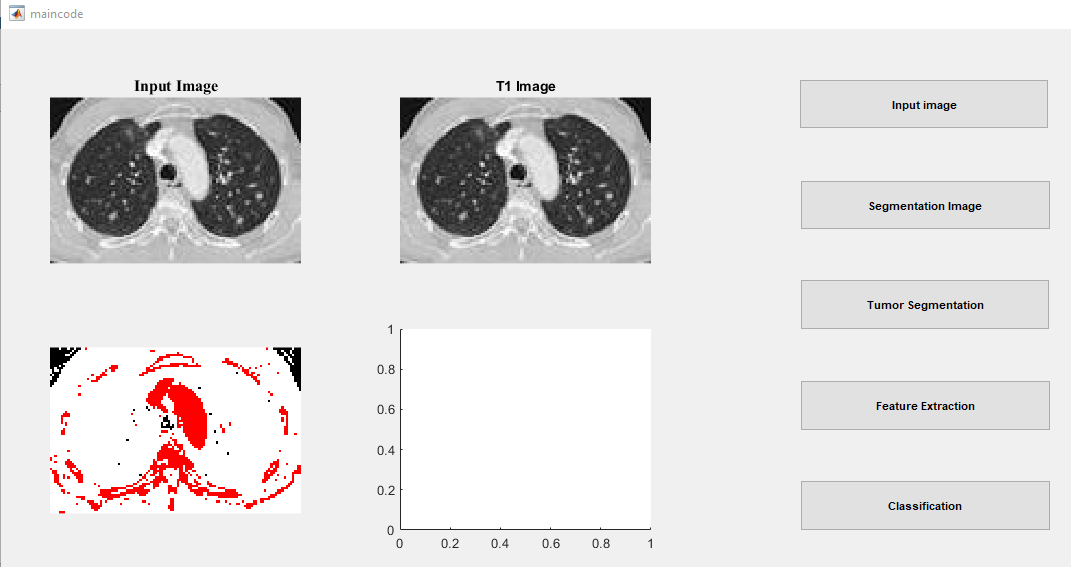 maincode
Input Image
T1 Image
Input image
Segmentation Image
Tumor Segmentation
Feature Extraction
Classification
1
0.8
0.6
0.4
0.2
0
0 0.2 0.4 0.6 0.8 1